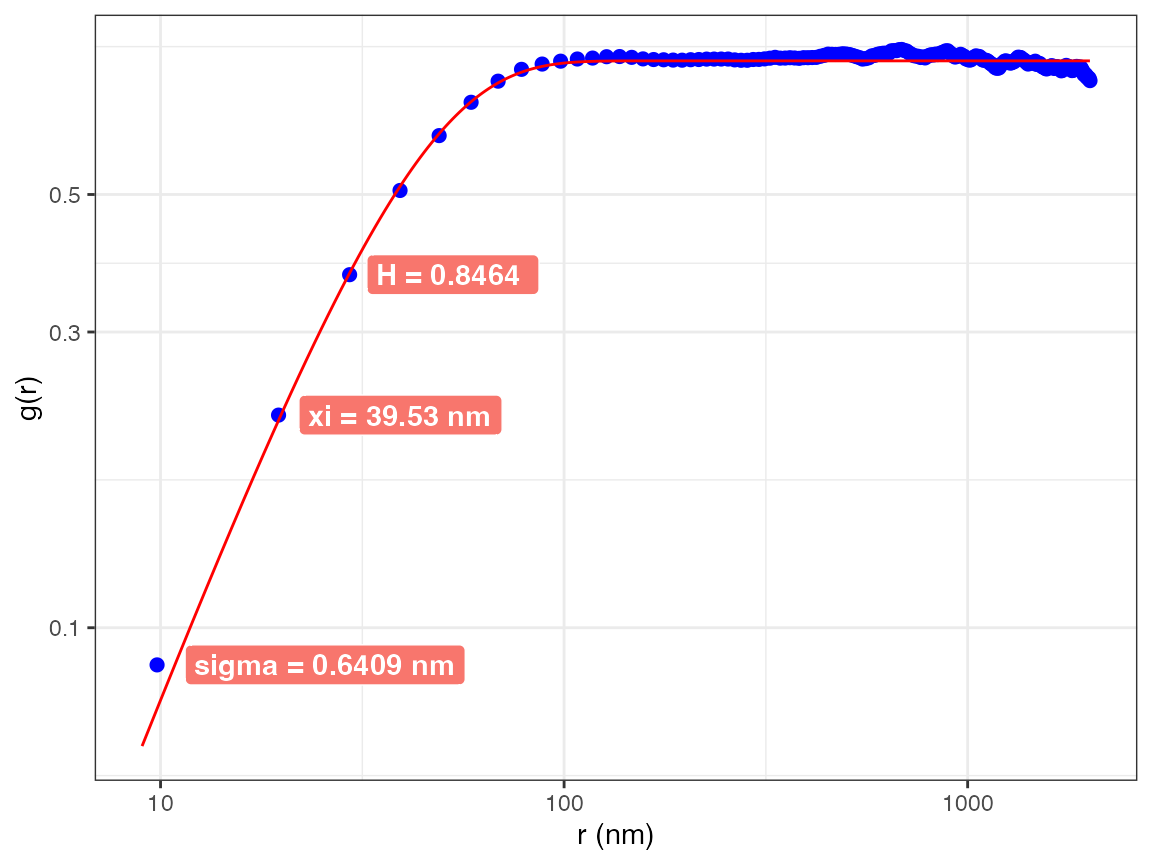 0.5
0.3
0.1
g(r)
H = 0.8464
xi = 39.53 nm
sigma = 0.6409 nm
10
100
1000
r (nm)